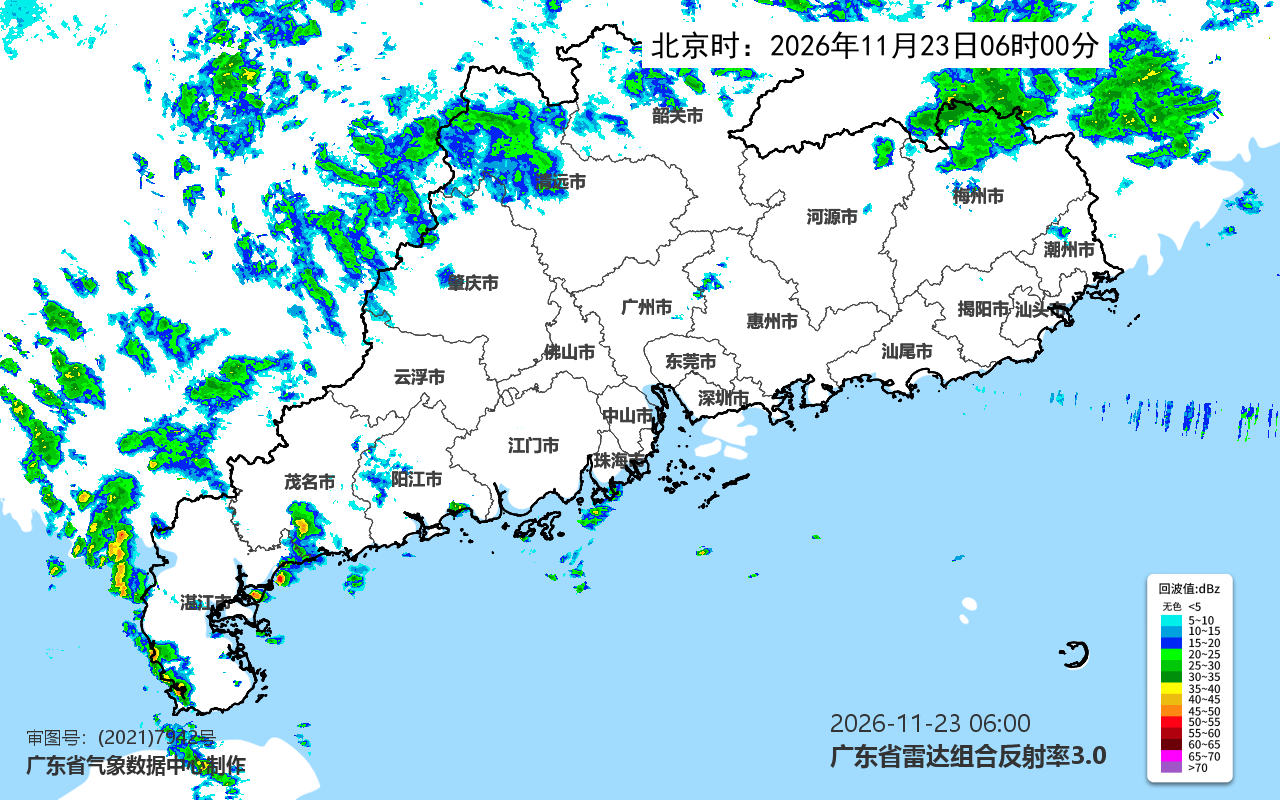 北京时：2026年11月23日06时00分
韶关市
清远市
梅州市
河源市
潮州市
肇庆市
广州市
惠州市
揭阳市
汕头市
佛山市
东莞市
汕尾市
云浮市
深圳市
中山市
江门市
珠海市
茂名市
阳江市
湛江市
回波值:dBz
无色 <5
5~10
10~15
15~20
20~25
25~30
30~35
35~40
40~45
45~50
50~55
55~60
60~65
65~70
>70
2026-11-23 06:00
广东省雷达组合反射率3.0
审图号：(2021)7942号
广东省气象数据中心制作